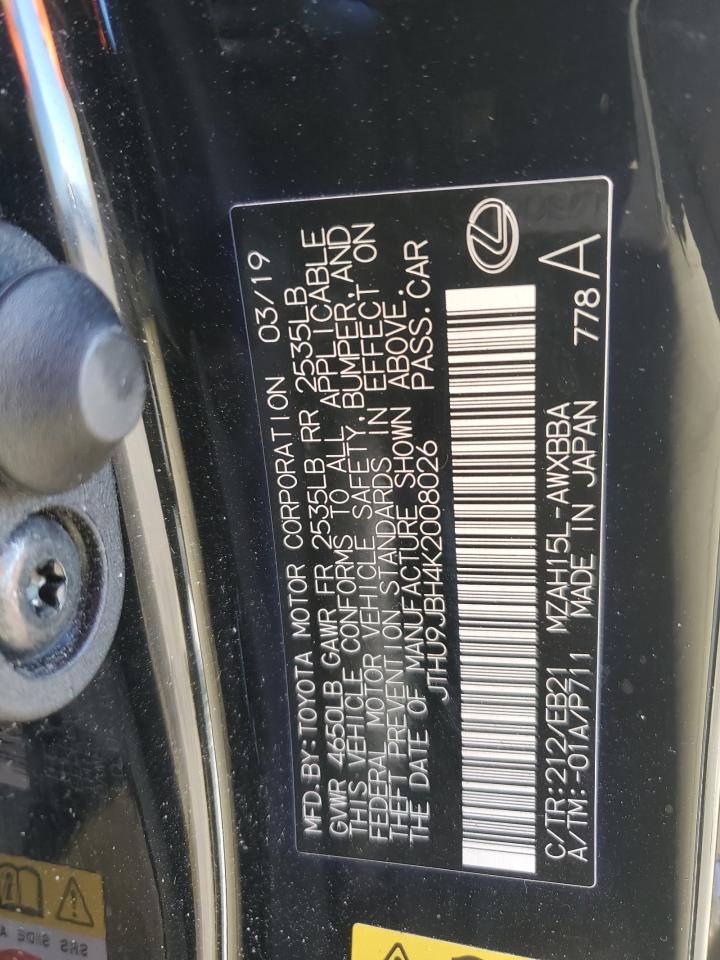 MFD.BY:TOYOTA MOTOR CORPORATION 03/19
GVWR 4650LB GAWR FR 2535LB RR 2535LB
THIS VEHICLE CONFORMS TO ALL APPLICABLE
FEDERAL MOTOR VEHICLE SAFETY,BUMPER,AND
THEFT PREVENTION STANDARDS IN EFFECT ON
THE DATE OF MANUFACTURE SHOWN ABOVE.
JTHU9JBH4K2008026 PASS.CAR
C/TR:212/EB21 MZAH15L-AWXBBA
A/TM:-01A/P711 MADE IN JAPAN 778 A
SRS SIDE A